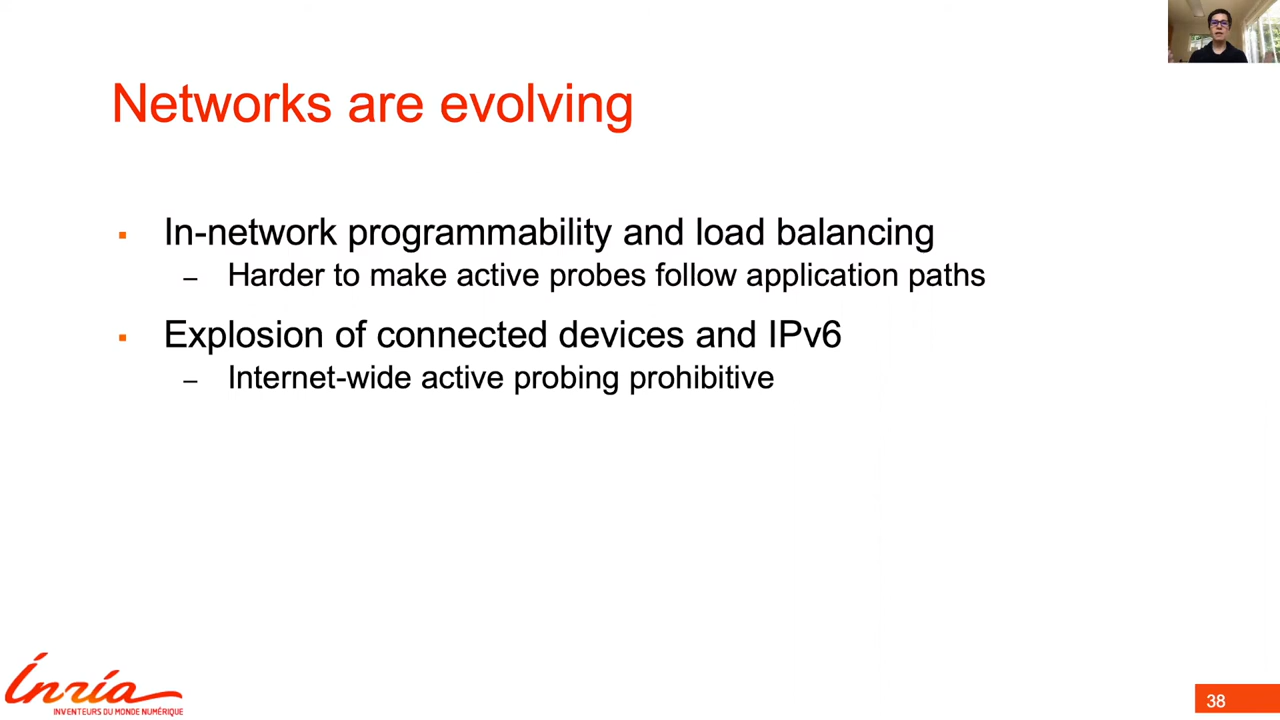 Networks are evolving
In-network programmability and load balancing
– Harder to make active probes follow application paths
Explosion of connected devices and IPv6
– Internet-wide active probing prohibitive
Inria
INVENTEURS DU MONDE NUMÉRIQUE
38